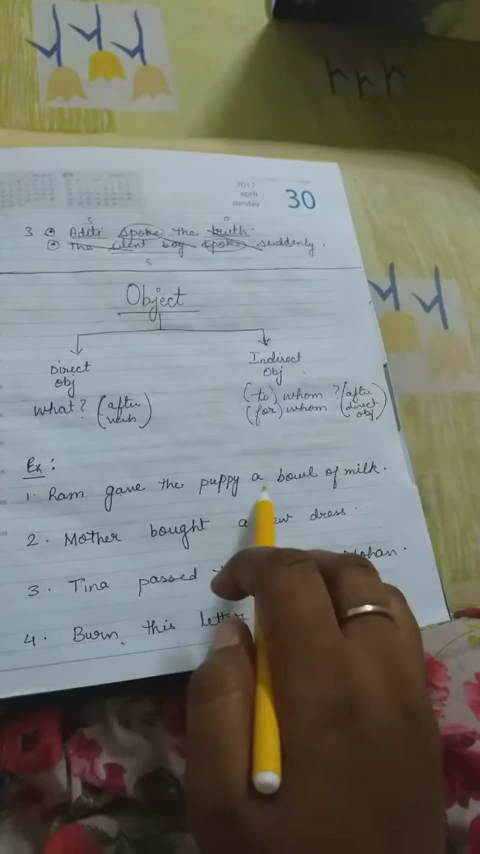 2017
april
sunday
30
S O
3 Aditi spoke the truth.
The silent boy spoke suddenly.
S
Object
Direct Indirect
Obj Obj
what? (after verb) (to) whom ? (after direct obj.)
(for) whom
Ex :
1. Ram gave the puppy a bowl of milk.
2. Mother bought a dress.
3. Tina passed Mohan.
4. Burn this letter